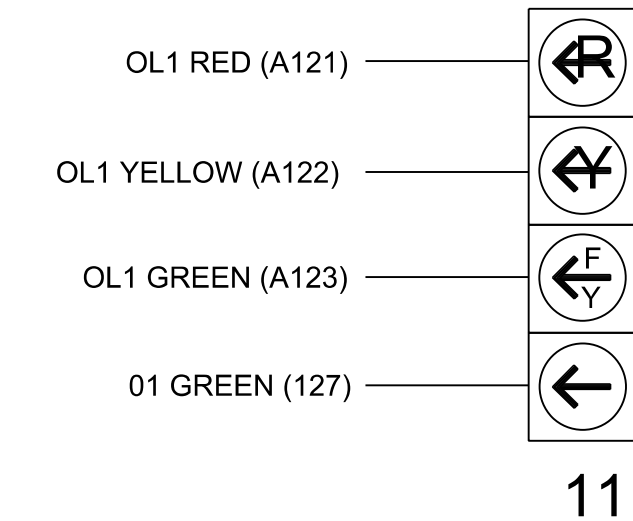 OL1 RED (A121)
R
OL1 YELLOW (A122)
Y
OL1 GREEN (A123)
F
Y
01 GREEN (127)
11